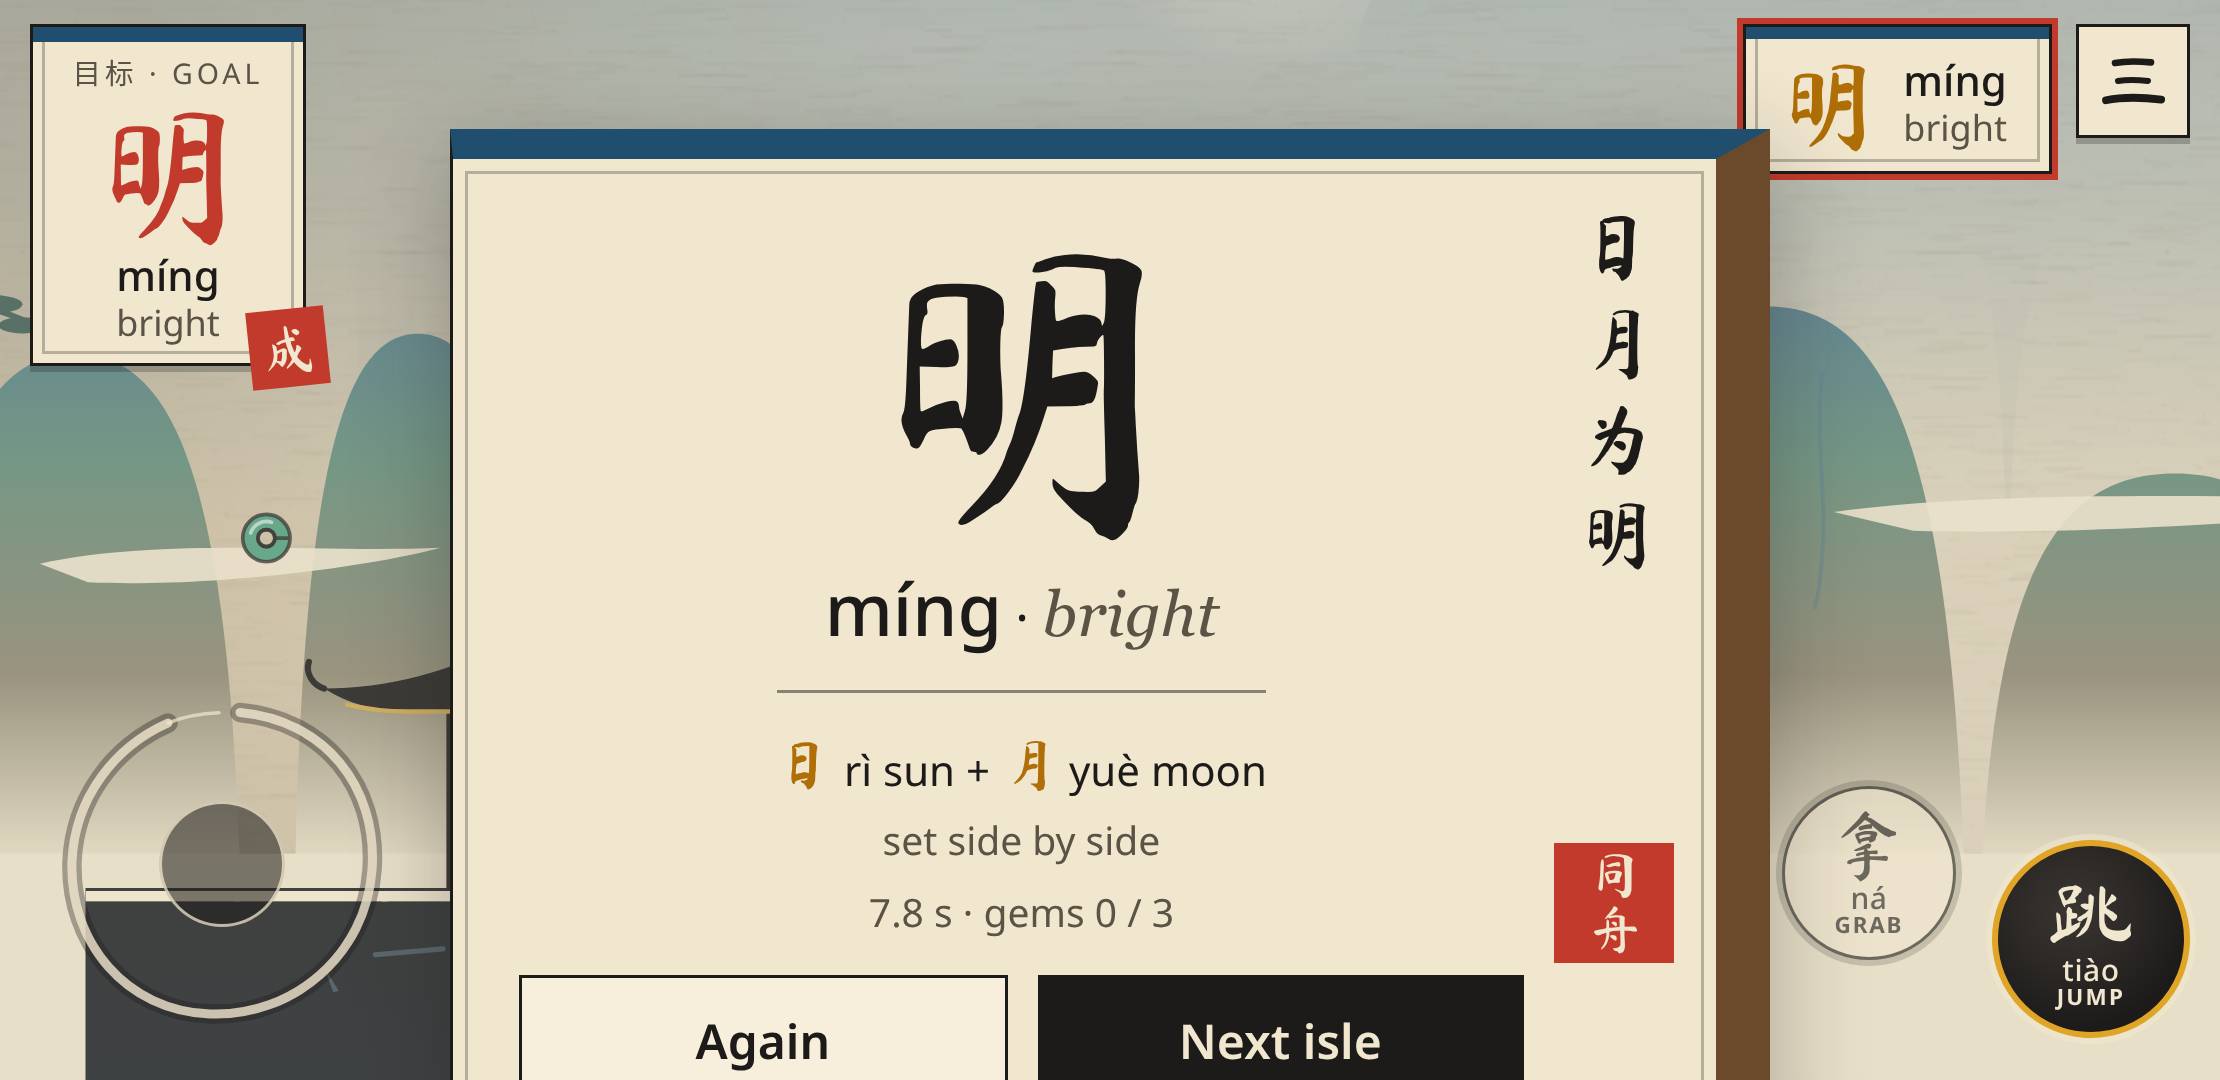 目标 · GOAL
明
míng
bright
成
明
míng
bright
三
明
míng · bright
日 rì sun + 月 yuè moon
set side by side
7.8 s · gems 0 / 3
日月为明
同舟
Again
Next isle
拿
ná
GRAB
跳
tiào
JUMP